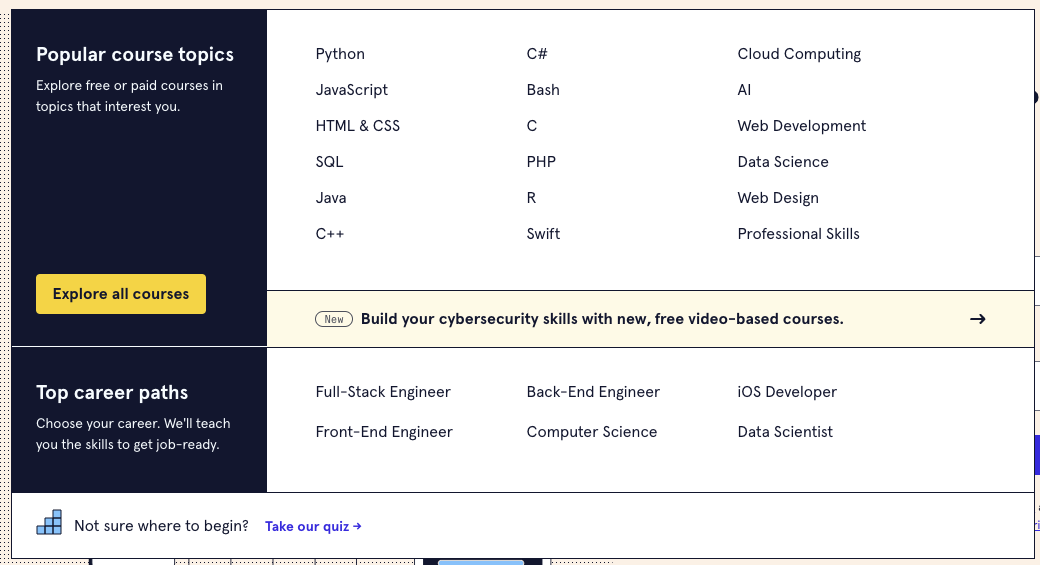 Popular course topics
Explore free or paid courses in
topics that interest you.
Explore all courses
Python
JavaScript
HTML & CSS
SQL
Java
C++
C#
Bash
C
PHP
R
Swift
Cloud Computing
AI
Web Development
Data Science
Web Design
Professional Skills
New Build your cybersecurity skills with new, free video-based courses. →
Top career paths
Choose your career. We'll teach
you the skills to get job-ready.
Full-Stack Engineer
Front-End Engineer
Back-End Engineer
Computer Science
iOS Developer
Data Scientist
Not sure where to begin? Take our quiz →